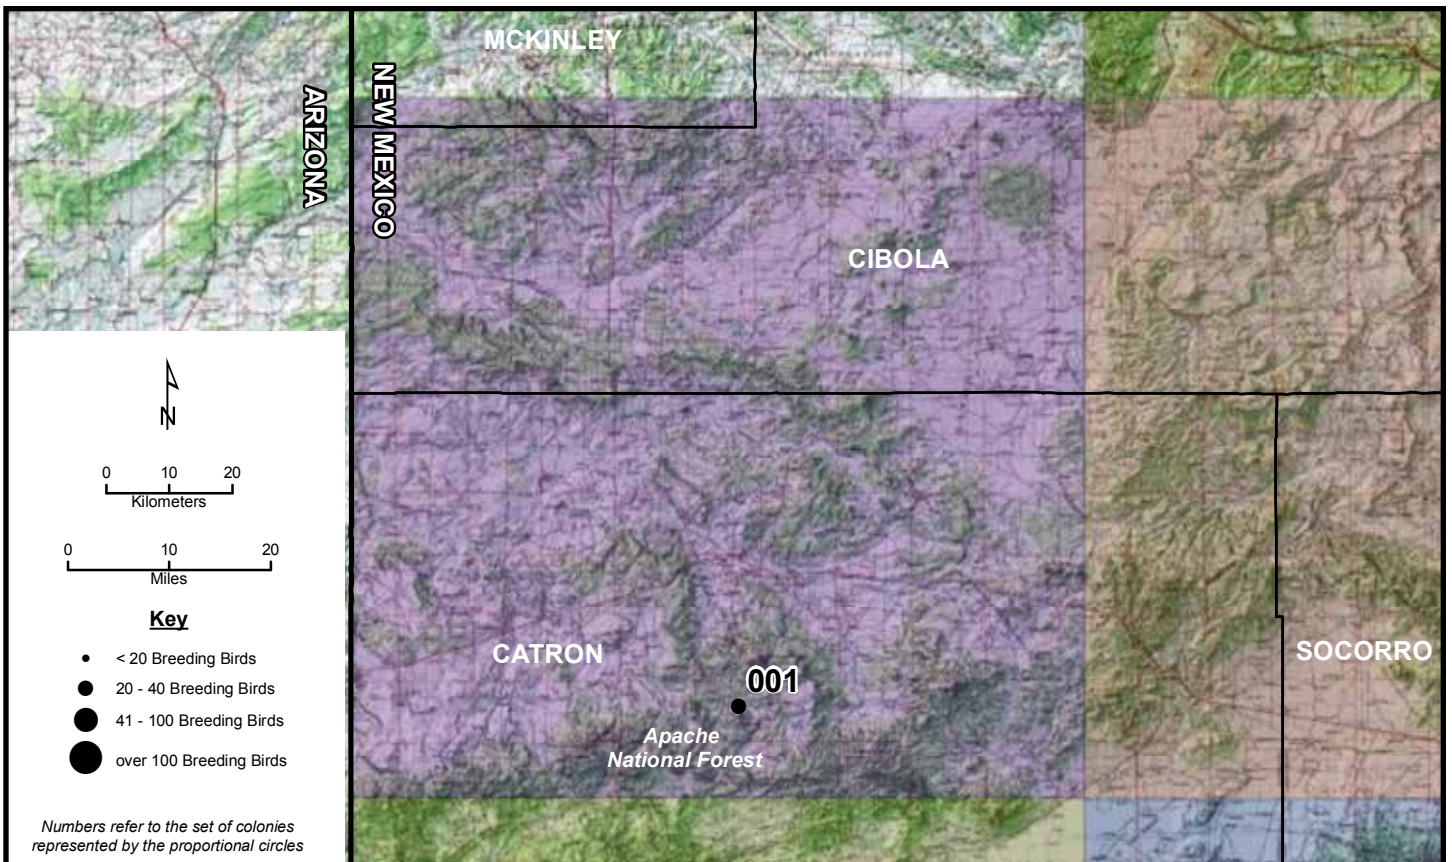 MCKINLEY
ARIZONA
NEW MEXICO
CIBOLA
N
0 10 20
Kilometers
0 10 20
Miles
Key
< 20 Breeding Birds
20 - 40 Breeding Birds
41 - 100 Breeding Birds
over 100 Breeding Birds
Numbers refer to the set of colonies
represented by the proportional circles
CATRON
SOCORRO
001
Apache
National Forest